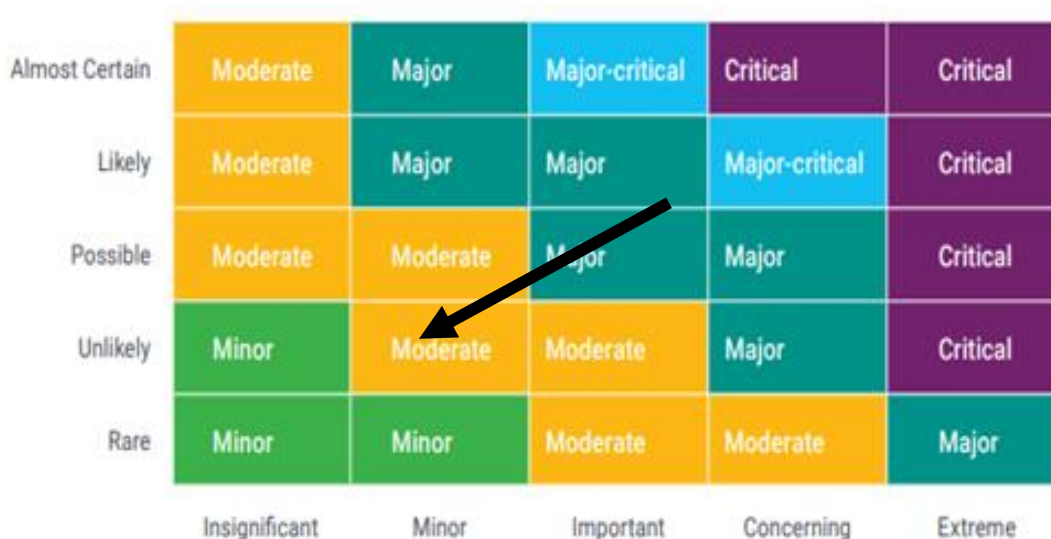 Almost Certain Moderate Major Major-critical Critical Critical
Likely Moderate Major Major Major-critical Critical
Possible Moderate Moderate Major Major Critical
Unlikely Minor Moderate Moderate Major Critical
Rare Minor Minor Moderate Moderate Major
Insignificant Minor Important Concerning Extreme